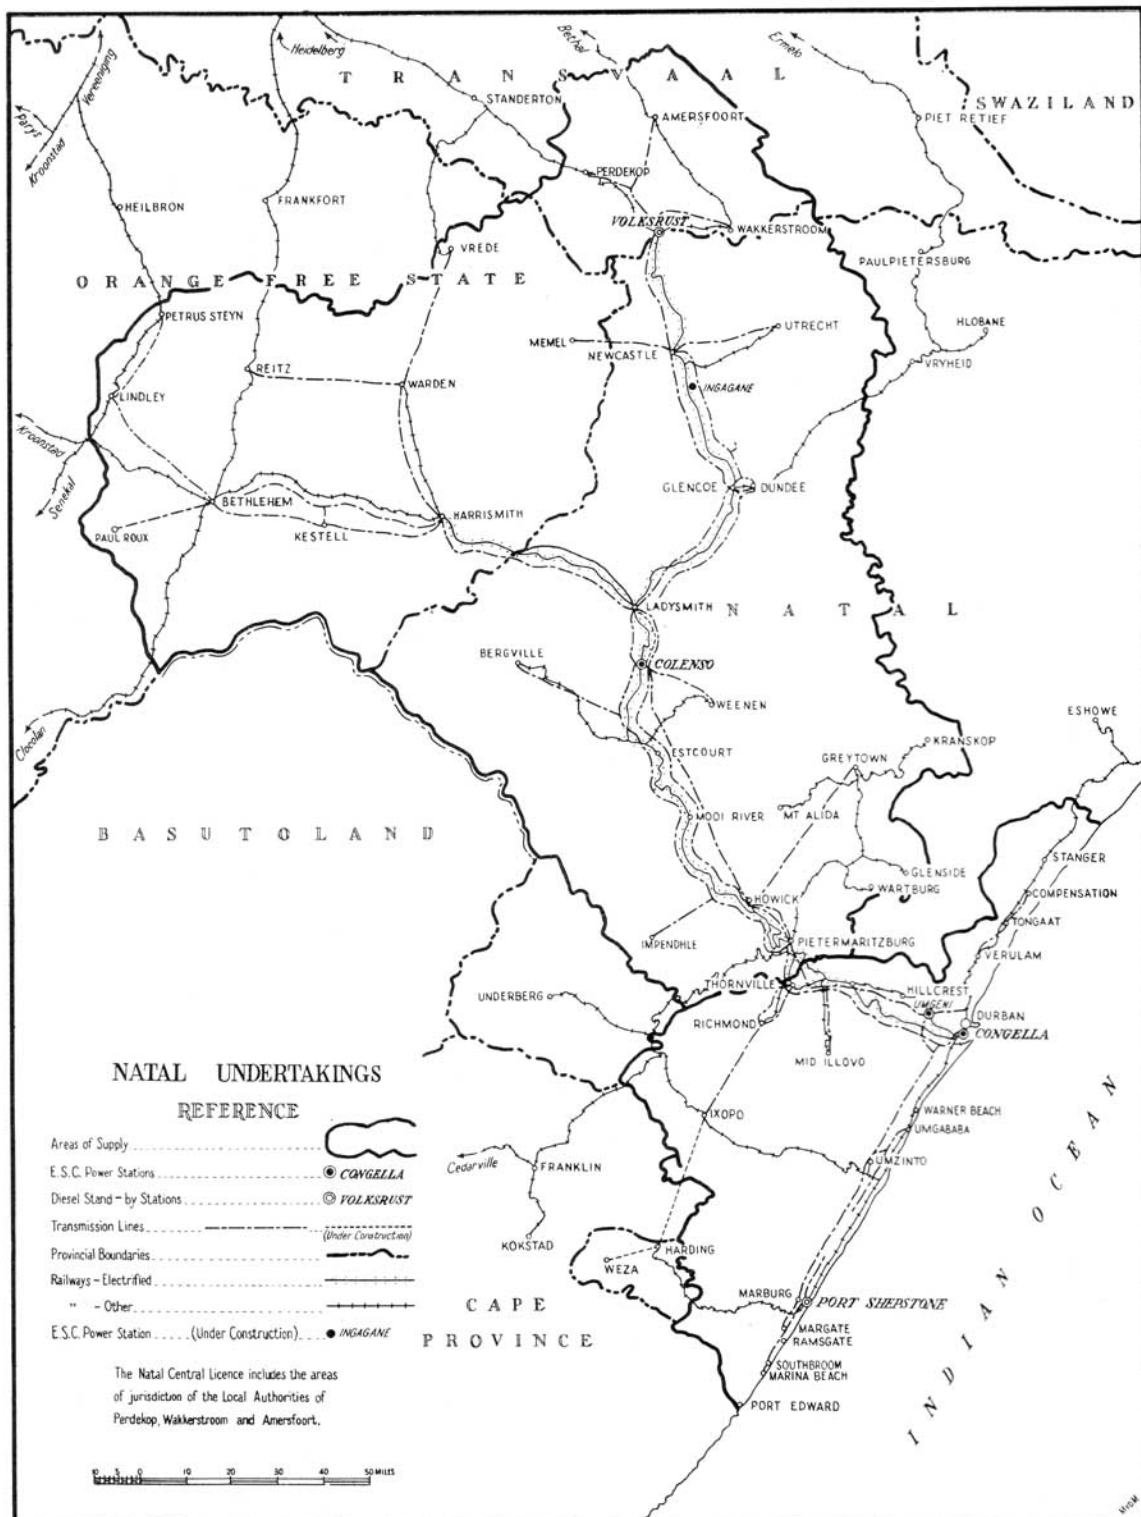 Bethal
Ermelo
Heidelberg
Vereeniging
T R A N S V A A L
STANDERTON
SWAZILAND
Parys
AMERSFOORT
PIET RETIEF
Kroonstad
PERDEKOP
HEILBRON
FRANKFORT
VOLKSRUST
WAKKERSTROOM
VREDE
PAULPIETERSBURG
O R A N G E F R E E S T A T E
PETRUS STEYN
UTRECHT
HLOBANE
MEMEL
NEWCASTLE
VRYHEID
REITZ
WARDEN
INGAGANE
LINDLEY
Kroonstad
Senekal
GLENCOE
DUNDEE
BETHLEHEM
HARRISMITH
PAUL ROUX
KESTELL
LADYSMITH
N A T A L
BERGVILLE
COLENSO
WEENEN
ESHOWE
Clocolan
ESTCOURT
KRANSKOP
GREYTOWN
B A S U T O L A N D
MOOI RIVER
MT ALIDA
STANGER
GLENSIDE
WARTBURG
COMPENSATION
HOWICK
TONGAAT
IMPENDHLE
PIETERMARITZBURG
VERULAM
THORNVILLE
HILLCREST
UNDERBERG
UMGENI
DURBAN
RICHMOND
CONGELLA
MID ILLOVO
NATAL UNDERTAKINGS
REFERENCE
IXOPO
WARNER BEACH
UMGABABA
Areas of Supply
Cedarville
FRANKLIN
UMZINTO
E.S.C. Power Stations CONGELLA
Diesel Stand-by Stations VOLKSRUST
Transmission Lines (Under Construction)
KOKSTAD
HARDING
Provincial Boundaries
WEZA
Railways - Electrified
" - Other
MARBURG
PORT SHEPSTONE
CAPE
PROVINCE
E.S.C. Power Station (Under Construction) INGAGANE
MARGATE
RAMSGATE
SOUTHBROOM
MARINA BEACH
PORT EDWARD
INDIAN OCEAN
The Natal Central Licence includes the areas
of jurisdiction of the Local Authorities of
Perdekop, Wakkerstroom and Amersfoort.
10 5 0 10 20 30 40 50 MILES